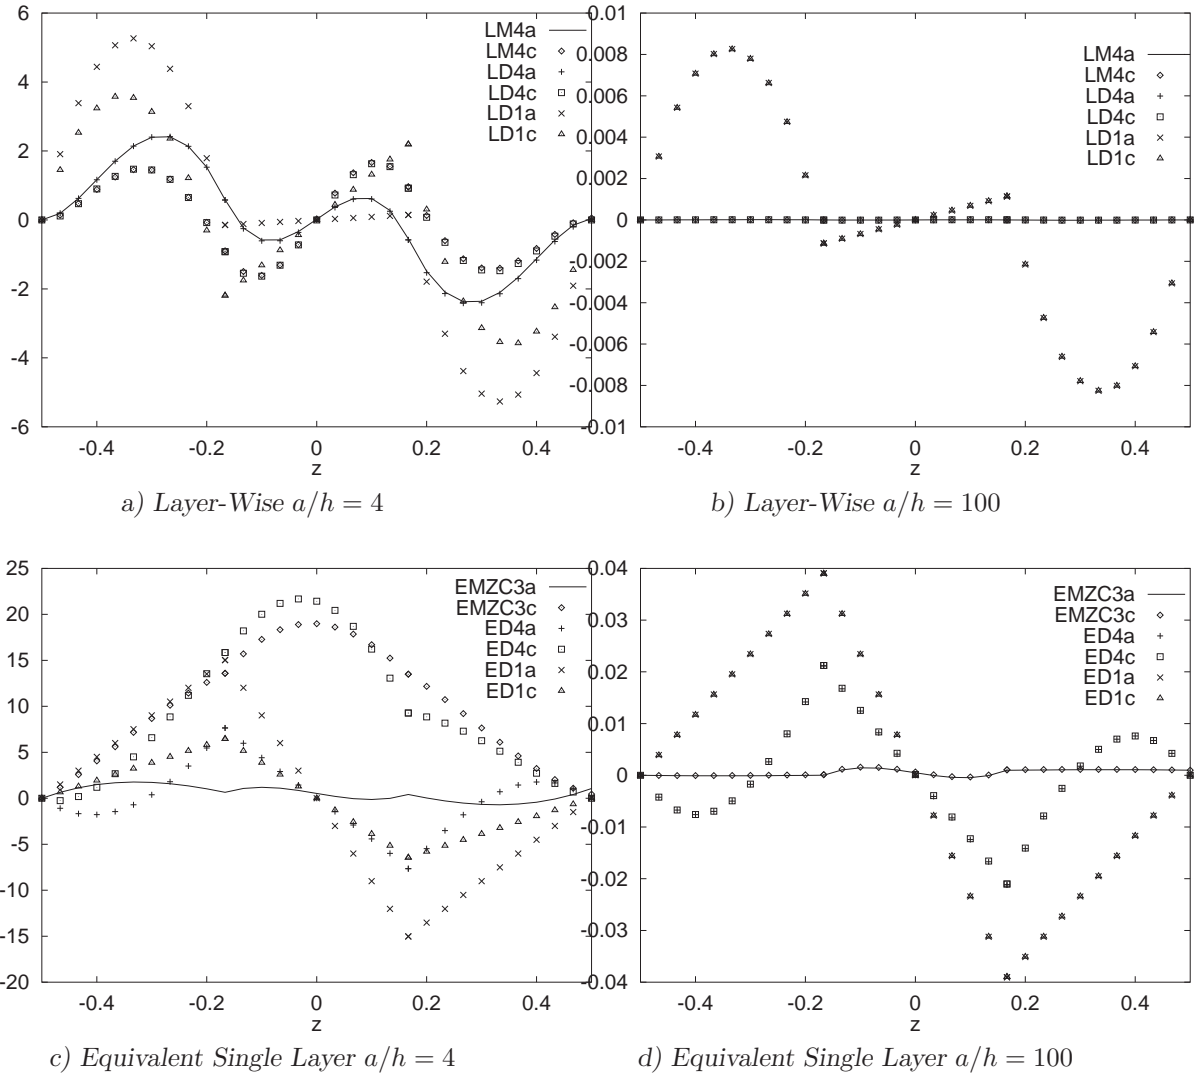 6
4
2
0
-2
-4
-6
-0.4
-0.2
0
0.2
0.4
z
LM4a
LM4c
LD4a
LD4c
LD1a
LD1c
a) Layer-Wise a/h = 4
0.01
0.008
0.006
0.004
0.002
0
-0.002
-0.004
-0.006
-0.008
-0.01
-0.4
-0.2
0
0.2
0.4
z
LM4a
LM4c
LD4a
LD4c
LD1a
LD1c
b) Layer-Wise a/h = 100
25
20
15
10
5
0
-5
-10
-15
-20
-0.4
-0.2
0
0.2
0.4
z
EMZC3a
EMZC3c
ED4a
ED4c
ED1a
ED1c
c) Equivalent Single Layer a/h = 4
0.04
0.03
0.02
0.01
0
-0.01
-0.02
-0.03
-0.04
-0.4
-0.2
0
0.2
0.4
z
EMZC3a
EMZC3c
ED4a
ED4c
ED1a
ED1c
d) Equivalent Single Layer a/h = 100